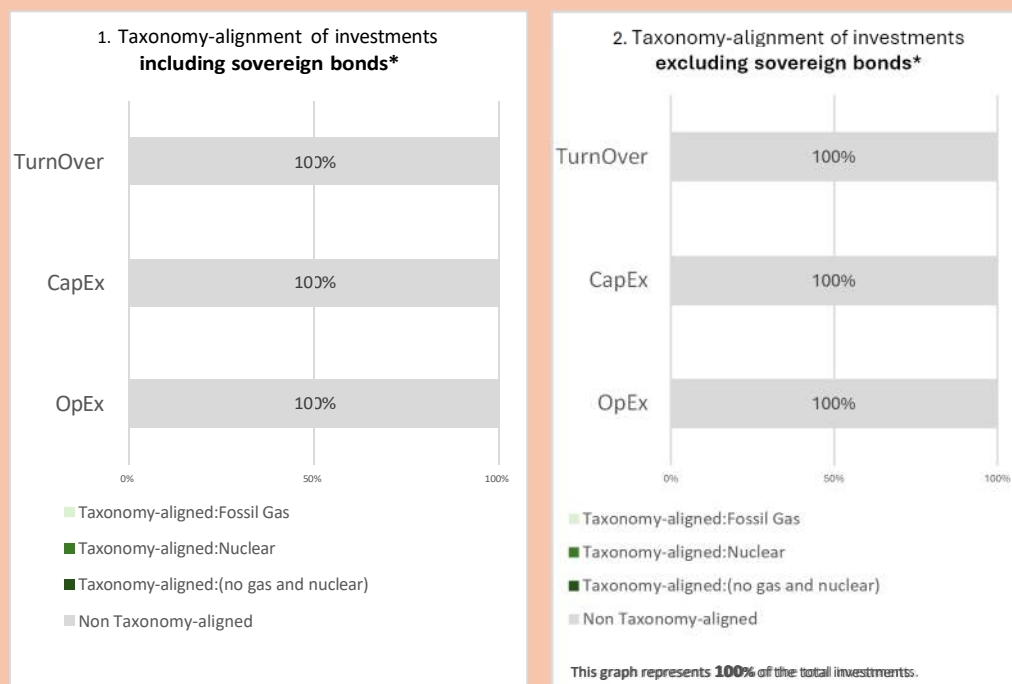 1. Taxonomy-alignment of investments
including sovereign bonds*
TurnOver
100%
CapEx
100%
OpEx
100%
0%
50%
100%
Taxonomy-aligned:Fossil Gas
Taxonomy-aligned:Nuclear
Taxonomy-aligned:(no gas and nuclear)
Non Taxonomy-aligned
2. Taxonomy-alignment of investments
excluding sovereign bonds*
TurnOver
100%
CapEx
100%
OpEx
100%
0%
50%
100%
Taxonomy-aligned:Fossil Gas
Taxonomy-aligned:Nuclear
Taxonomy-aligned:(no gas and nuclear)
Non Taxonomy-aligned
This graph represents 100% of the total investments.